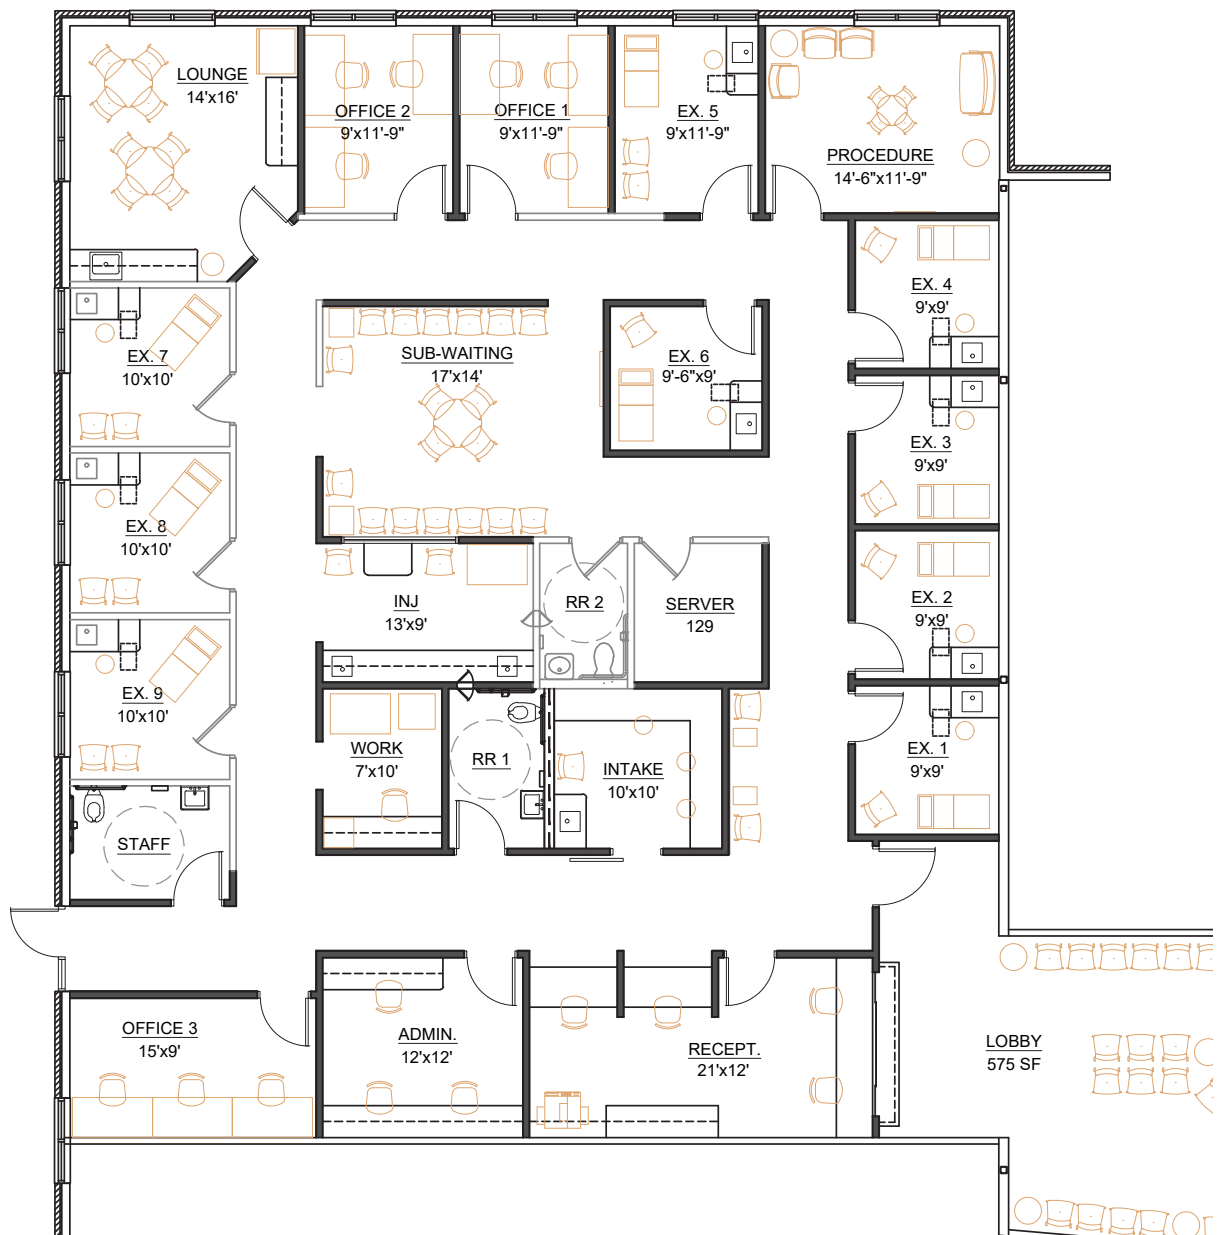 LOUNGE
14'x16'
OFFICE 2
9'x11'-9"
OFFICE 1
9'x11'-9"
EX. 5
9'x11'-9"
PROCEDURE
14'-6"x11'-9"
EX. 4
9'x9'
EX. 7
10'x10'
SUB-WAITING
17'x14'
EX. 6
9'-6"x9'
EX. 3
9'x9'
EX. 8
10'x10'
INJ
13'x9'
RR 2
SERVER
129
EX. 2
9'x9'
EX. 9
10'x10'
WORK
7'x10'
RR 1
INTAKE
10'x10'
EX. 1
9'x9'
STAFF
OFFICE 3
15'x9'
ADMIN.
12'x12'
RECEPT.
21'x12'
LOBBY
575 SF